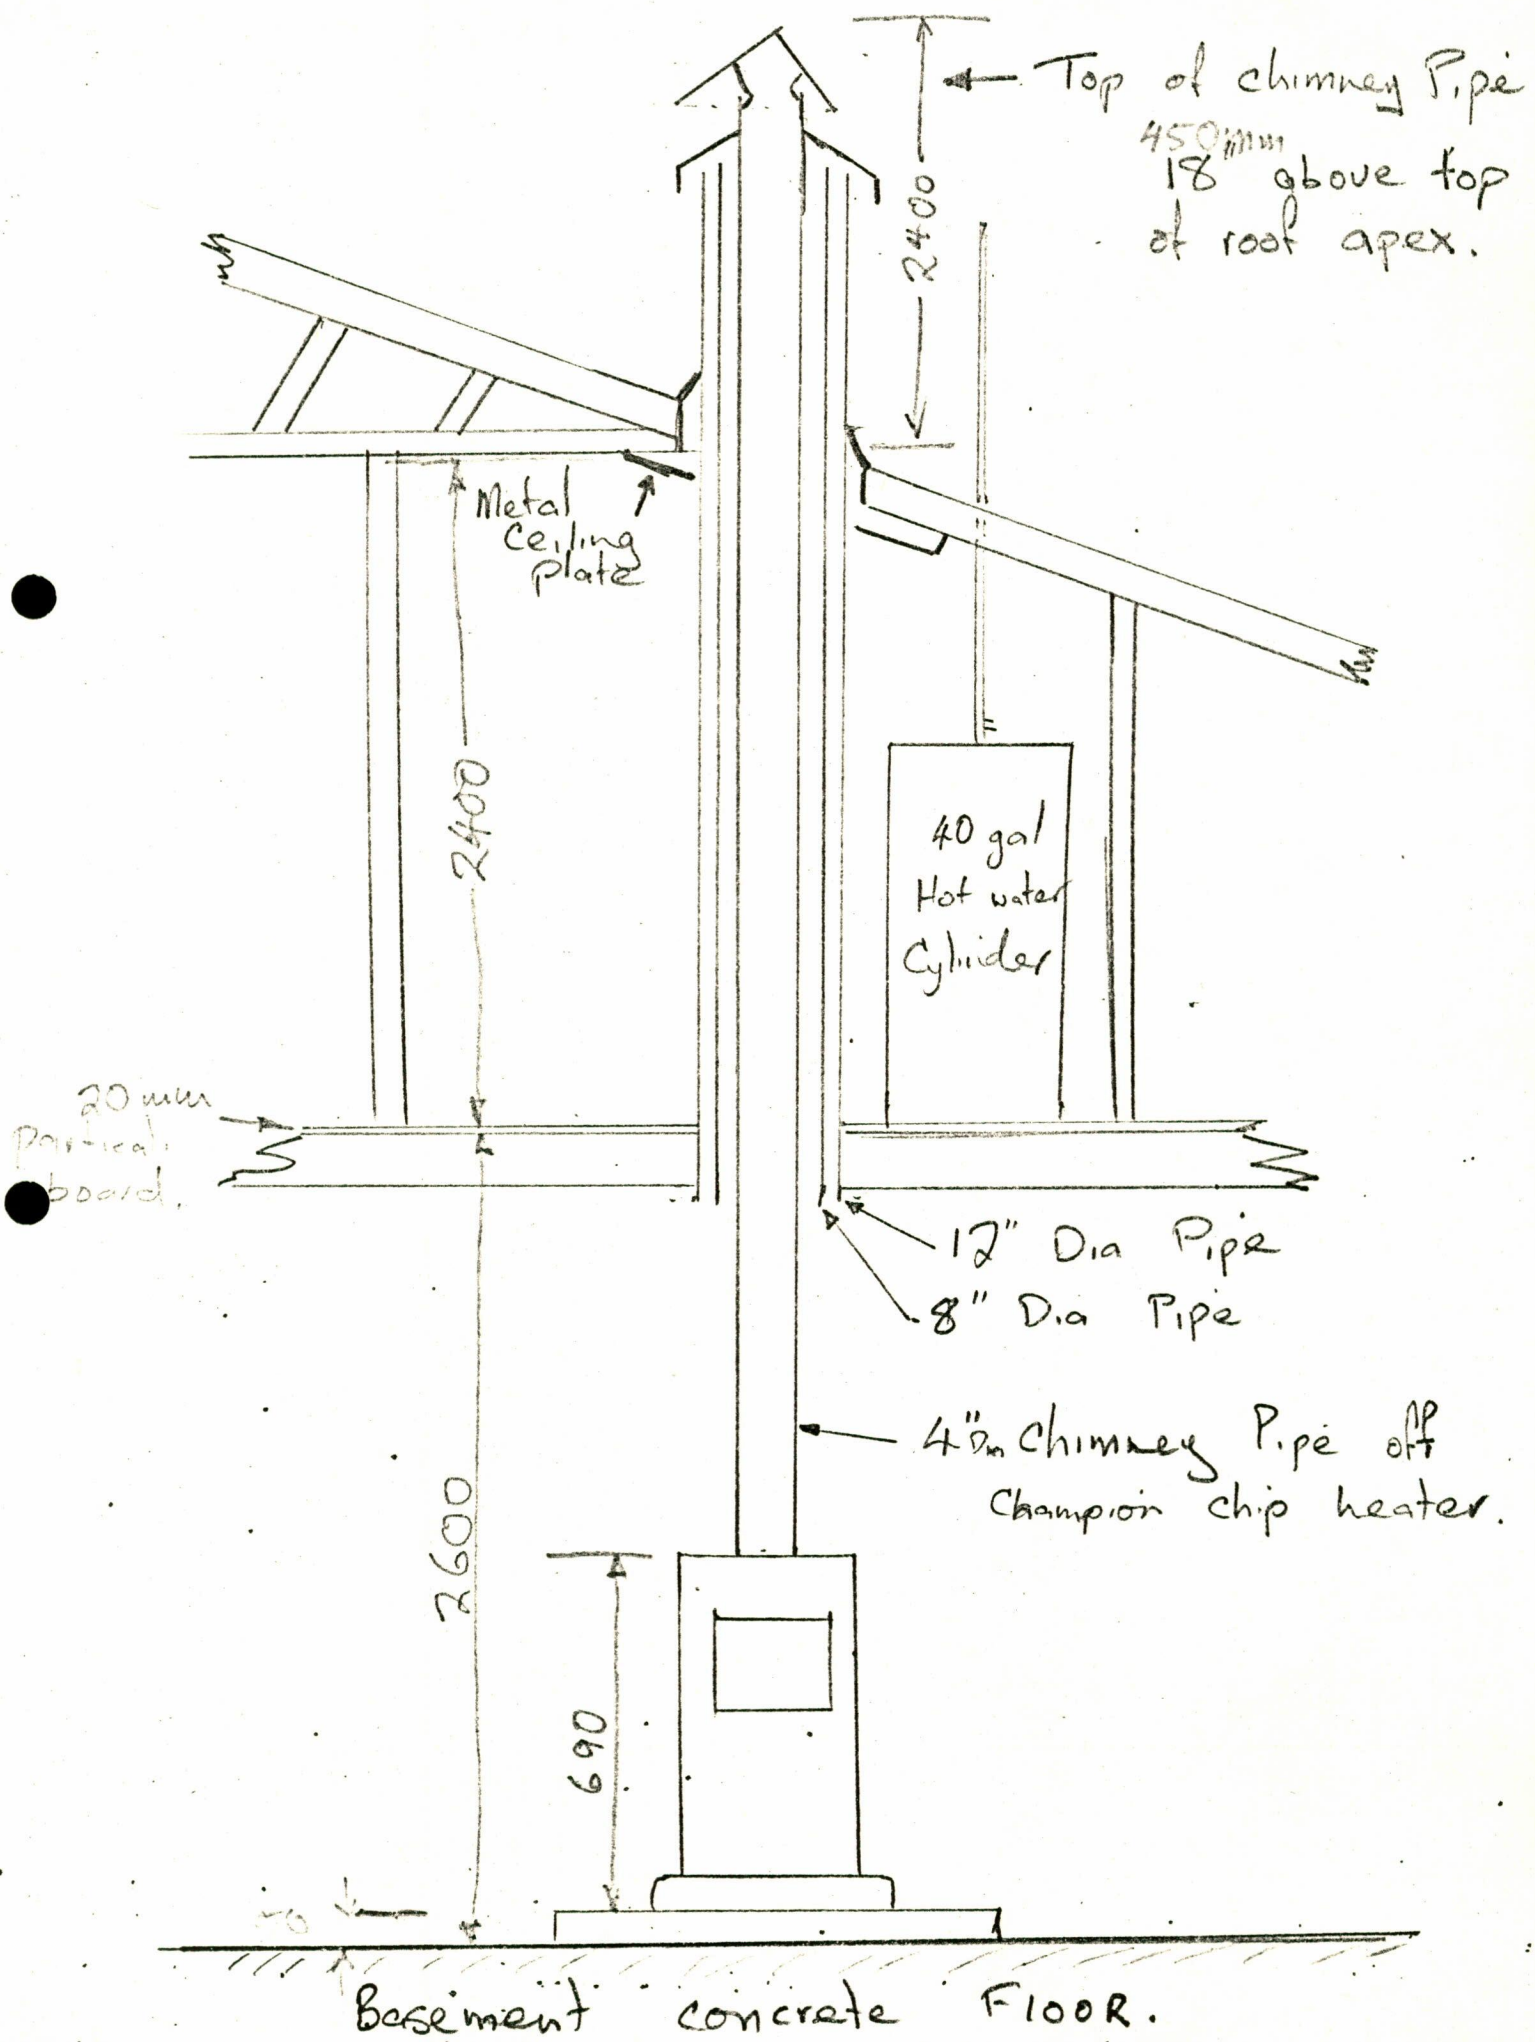 Top of chimney Pipe
450mm
18" above top
of roof apex.
2400
Metal
Ceiling
plate
2400
40 gal
Hot water
Cylinder
20 mm
partical
board.
12" Dia Pipe
8" Dia Pipe
4" Dia Chimney Pipe off
Champion chip heater.
2600
690
Basement concrete FlOOR.